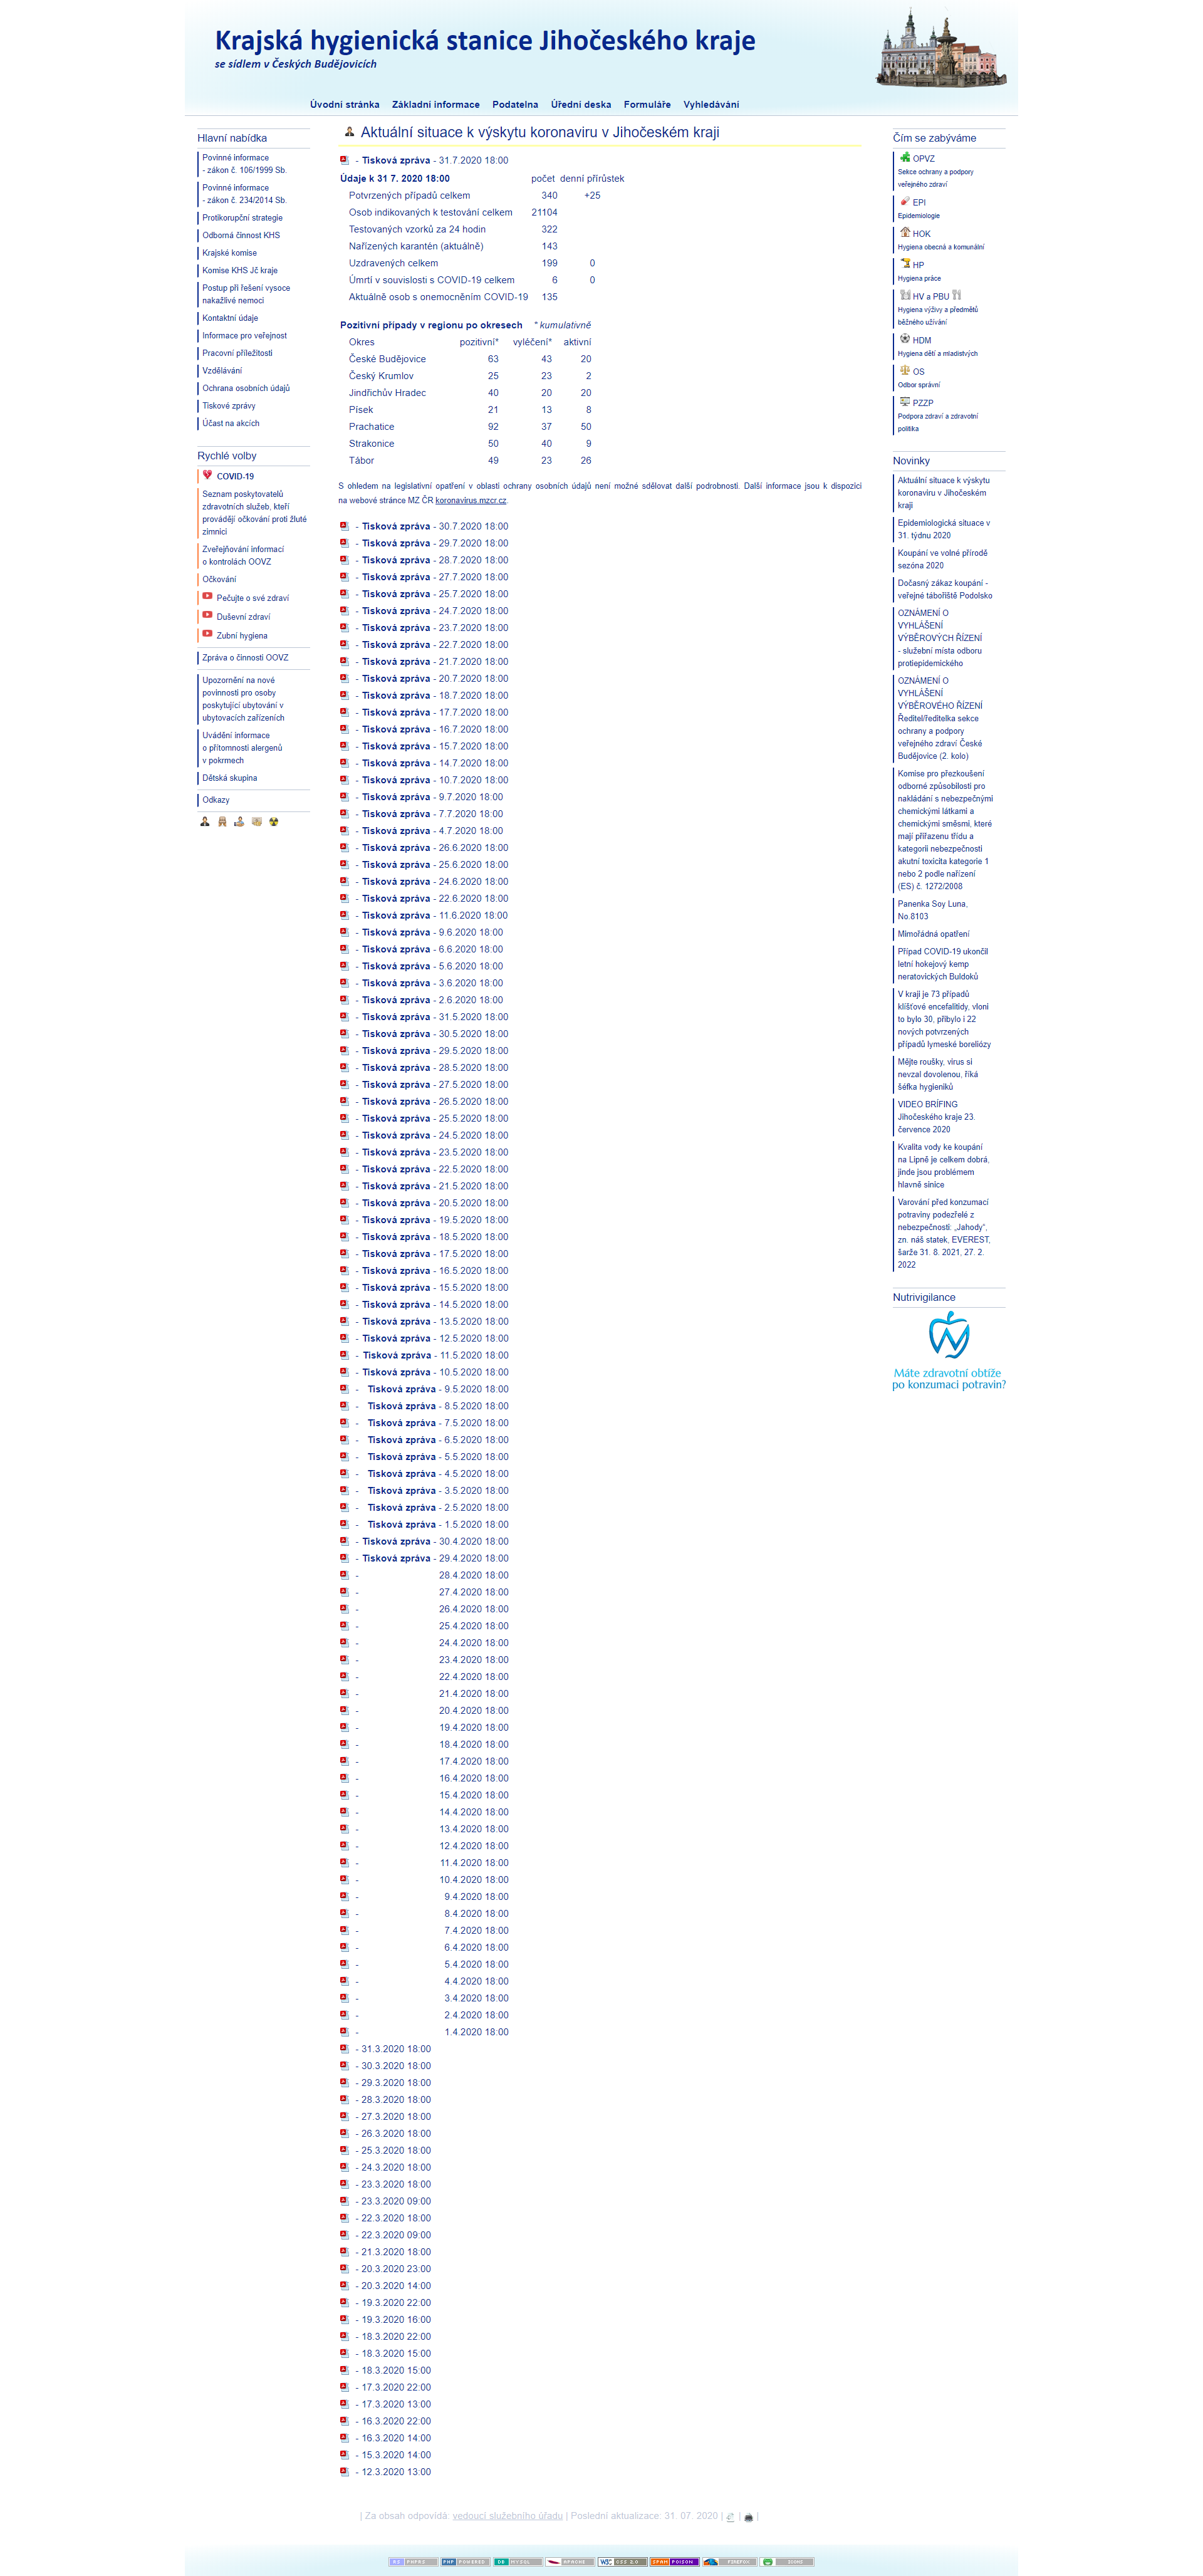 Krajská hygienická stanice Jihočeského kraje
se sídlem v Českých Budějovicích
Úvodní stránka Základní informace Podatelna Úřední deska Formuláře Vyhledávání
Hlavní nabídka
Povinné informace
- zákon č. 106/1999 Sb.
Povinné informace
- zákon č. 234/2014 Sb.
Protikorupční strategie
Odborná činnost KHS
Krajské komise
Komise KHS Jč kraje
Postup při řešení vysoce
nakažlivé nemoci
Kontaktní údaje
Informace pro veřejnost
Pracovní příležitosti
Vzdělávání
Ochrana osobních údajů
Tiskové zprávy
Účast na akcích
Rychlé volby
COVID-19
Seznam poskytovatelů
zdravotních služeb, kteří
provádějí očkování proti žluté
zimnici
Zveřejňování informací
o kontrolách OOVZ
Očkování
Pečujte o své zdraví
Duševní zdraví
Zubní hygiena
Zpráva o činnosti OOVZ
Upozornění na nové
povinnosti pro osoby
poskytující ubytování v
ubytovacích zařízeních
Uvádění informace
o přítomnosti alergenů
v pokrmech
Dětská skupina
Odkazy
Aktuální situace k výskytu koronaviru v Jihočeském kraji
- Tisková zpráva - 31.7.2020 18:00
Údaje k 31 7. 2020 18:00 počet denní přírůstek
Potvrzených případů celkem 340 +25
Osob indikovaných k testování celkem 21104
Testovaných vzorků za 24 hodin 322
Nařízených karantén (aktuálně) 143
Uzdravených celkem 199 0
Úmrtí v souvislosti s COVID-19 celkem 6 0
Aktuálně osob s onemocněním COVID-19 135
Pozitivní případy v regionu po okresech * kumulativně
Okres pozitivní* vyléčení* aktivní
České Budějovice 63 43 20
Český Krumlov 25 23 2
Jindřichův Hradec 40 20 20
Písek 21 13 8
Prachatice 92 37 50
Strakonice 50 40 9
Tábor 49 23 26
S ohledem na legislativní opatření v oblasti ochrany osobních údajů není možné sdělovat další podrobnosti. Další informace jsou k dispozici
na webové stránce MZ ČR koronavirus.mzcr.cz.
- Tisková zpráva - 30.7.2020 18:00
- Tisková zpráva - 29.7.2020 18:00
- Tisková zpráva - 28.7.2020 18:00
- Tisková zpráva - 27.7.2020 18:00
- Tisková zpráva - 25.7.2020 18:00
- Tisková zpráva - 24.7.2020 18:00
- Tisková zpráva - 23.7.2020 18:00
- Tisková zpráva - 22.7.2020 18:00
- Tisková zpráva - 21.7.2020 18:00
- Tisková zpráva - 20.7.2020 18:00
- Tisková zpráva - 18.7.2020 18:00
- Tisková zpráva - 17.7.2020 18:00
- Tisková zpráva - 16.7.2020 18:00
- Tisková zpráva - 15.7.2020 18:00
- Tisková zpráva - 14.7.2020 18:00
- Tisková zpráva - 10.7.2020 18:00
- Tisková zpráva - 9.7.2020 18:00
- Tisková zpráva - 7.7.2020 18:00
- Tisková zpráva - 4.7.2020 18:00
- Tisková zpráva - 26.6.2020 18:00
- Tisková zpráva - 25.6.2020 18:00
- Tisková zpráva - 24.6.2020 18:00
- Tisková zpráva - 22.6.2020 18:00
- Tisková zpráva - 11.6.2020 18:00
- Tisková zpráva - 9.6.2020 18:00
- Tisková zpráva - 6.6.2020 18:00
- Tisková zpráva - 5.6.2020 18:00
- Tisková zpráva - 3.6.2020 18:00
- Tisková zpráva - 2.6.2020 18:00
- Tisková zpráva - 31.5.2020 18:00
- Tisková zpráva - 30.5.2020 18:00
- Tisková zpráva - 29.5.2020 18:00
- Tisková zpráva - 28.5.2020 18:00
- Tisková zpráva - 27.5.2020 18:00
- Tisková zpráva - 26.5.2020 18:00
- Tisková zpráva - 25.5.2020 18:00
- Tisková zpráva - 24.5.2020 18:00
- Tisková zpráva - 23.5.2020 18:00
- Tisková zpráva - 22.5.2020 18:00
- Tisková zpráva - 21.5.2020 18:00
- Tisková zpráva - 20.5.2020 18:00
- Tisková zpráva - 19.5.2020 18:00
- Tisková zpráva - 18.5.2020 18:00
- Tisková zpráva - 17.5.2020 18:00
- Tisková zpráva - 16.5.2020 18:00
- Tisková zpráva - 15.5.2020 18:00
- Tisková zpráva - 14.5.2020 18:00
- Tisková zpráva - 13.5.2020 18:00
- Tisková zpráva - 12.5.2020 18:00
- Tisková zpráva - 11.5.2020 18:00
- Tisková zpráva - 10.5.2020 18:00
- Tisková zpráva - 9.5.2020 18:00
- Tisková zpráva - 8.5.2020 18:00
- Tisková zpráva - 7.5.2020 18:00
- Tisková zpráva - 6.5.2020 18:00
- Tisková zpráva - 5.5.2020 18:00
- Tisková zpráva - 4.5.2020 18:00
- Tisková zpráva - 3.5.2020 18:00
- Tisková zpráva - 2.5.2020 18:00
- Tisková zpráva - 1.5.2020 18:00
- Tisková zpráva - 30.4.2020 18:00
- Tisková zpráva - 29.4.2020 18:00
- 28.4.2020 18:00
- 27.4.2020 18:00
- 26.4.2020 18:00
- 25.4.2020 18:00
- 24.4.2020 18:00
- 23.4.2020 18:00
- 22.4.2020 18:00
- 21.4.2020 18:00
- 20.4.2020 18:00
- 19.4.2020 18:00
- 18.4.2020 18:00
- 17.4.2020 18:00
- 16.4.2020 18:00
- 15.4.2020 18:00
- 14.4.2020 18:00
- 13.4.2020 18:00
- 12.4.2020 18:00
- 11.4.2020 18:00
- 10.4.2020 18:00
- 9.4.2020 18:00
- 8.4.2020 18:00
- 7.4.2020 18:00
- 6.4.2020 18:00
- 5.4.2020 18:00
- 4.4.2020 18:00
- 3.4.2020 18:00
- 2.4.2020 18:00
- 1.4.2020 18:00
- 31.3.2020 18:00
- 30.3.2020 18:00
- 29.3.2020 18:00
- 28.3.2020 18:00
- 27.3.2020 18:00
- 26.3.2020 18:00
- 25.3.2020 18:00
- 24.3.2020 18:00
- 23.3.2020 18:00
- 23.3.2020 09:00
- 22.3.2020 18:00
- 22.3.2020 09:00
- 21.3.2020 18:00
- 20.3.2020 23:00
- 20.3.2020 14:00
- 19.3.2020 22:00
- 19.3.2020 16:00
- 18.3.2020 22:00
- 18.3.2020 15:00
- 18.3.2020 15:00
- 17.3.2020 22:00
- 17.3.2020 13:00
- 16.3.2020 22:00
- 16.3.2020 14:00
- 15.3.2020 14:00
- 12.3.2020 13:00
Čím se zabýváme
OPVZ
Sekce ochrany a podpory
veřejného zdraví
EPI
Epidemiologie
HOK
Hygiena obecná a komunální
HP
Hygiena práce
HV a PBU
Hygiena výživy a předmětů
běžného užívání
HDM
Hygiena dětí a mladistvých
OS
Odbor správní
PZZP
Podpora zdraví a zdravotní
politika
Novinky
Aktuální situace k výskytu
koronaviru v Jihočeském
kraji
Epidemiologická situace v
31. týdnu 2020
Koupání ve volné přírodě
sezóna 2020
Dočasný zákaz koupání -
veřejné tábořiště Podolsko
OZNÁMENÍ O
VYHLÁŠENÍ
VÝBĚROVÝCH ŘÍZENÍ
- služební místa odboru
protiepidemického
OZNÁMENÍ O
VYHLÁŠENÍ
VÝBĚROVÉHO ŘÍZENÍ
Ředitel/ředitelka sekce
ochrany a podpory
veřejného zdraví České
Budějovice (2. kolo)
Komise pro přezkoušení
odborné způsobilosti pro
nakládání s nebezpečnými
chemickými látkami a
chemickými směsmi, které
mají přiřazenu třídu a
kategorii nebezpečnosti
akutní toxicita kategorie 1
nebo 2 podle nařízení
(ES) č. 1272/2008
Panenka Soy Luna,
No.8103
Mimořádná opatření
Případ COVID-19 ukončil
letní hokejový kemp
neratovických Buldoků
V kraji je 73 případů
klíšťové encefalitidy, vloni
to bylo 30, přibylo i 22
nových potvrzených
případů lymeské boreliózy
Mějte roušky, virus si
nevzal dovolenou, říká
šéfka hygieniků
VIDEO BRÍFING
Jihočeského kraje 23.
července 2020
Kvalita vody ke koupání
na Lipně je celkem dobrá,
jinde jsou problémem
hlavně sinice
Varování před konzumací
potraviny podezřelé z
nebezpečnosti: „Jahody“,
zn. náš statek, EVEREST,
šarže 31. 8. 2021, 27. 2.
2022
Nutrivigilance
Máte zdravotní obtíže
po konzumaci potravin?
| Za obsah odpovídá: vedoucí služebního úřadu | Poslední aktualizace: 31. 07. 2020 | | |
PHP POWERED DB MYSQL APACHE W3C CSS 2.0 SPAM POISON FIREFOX